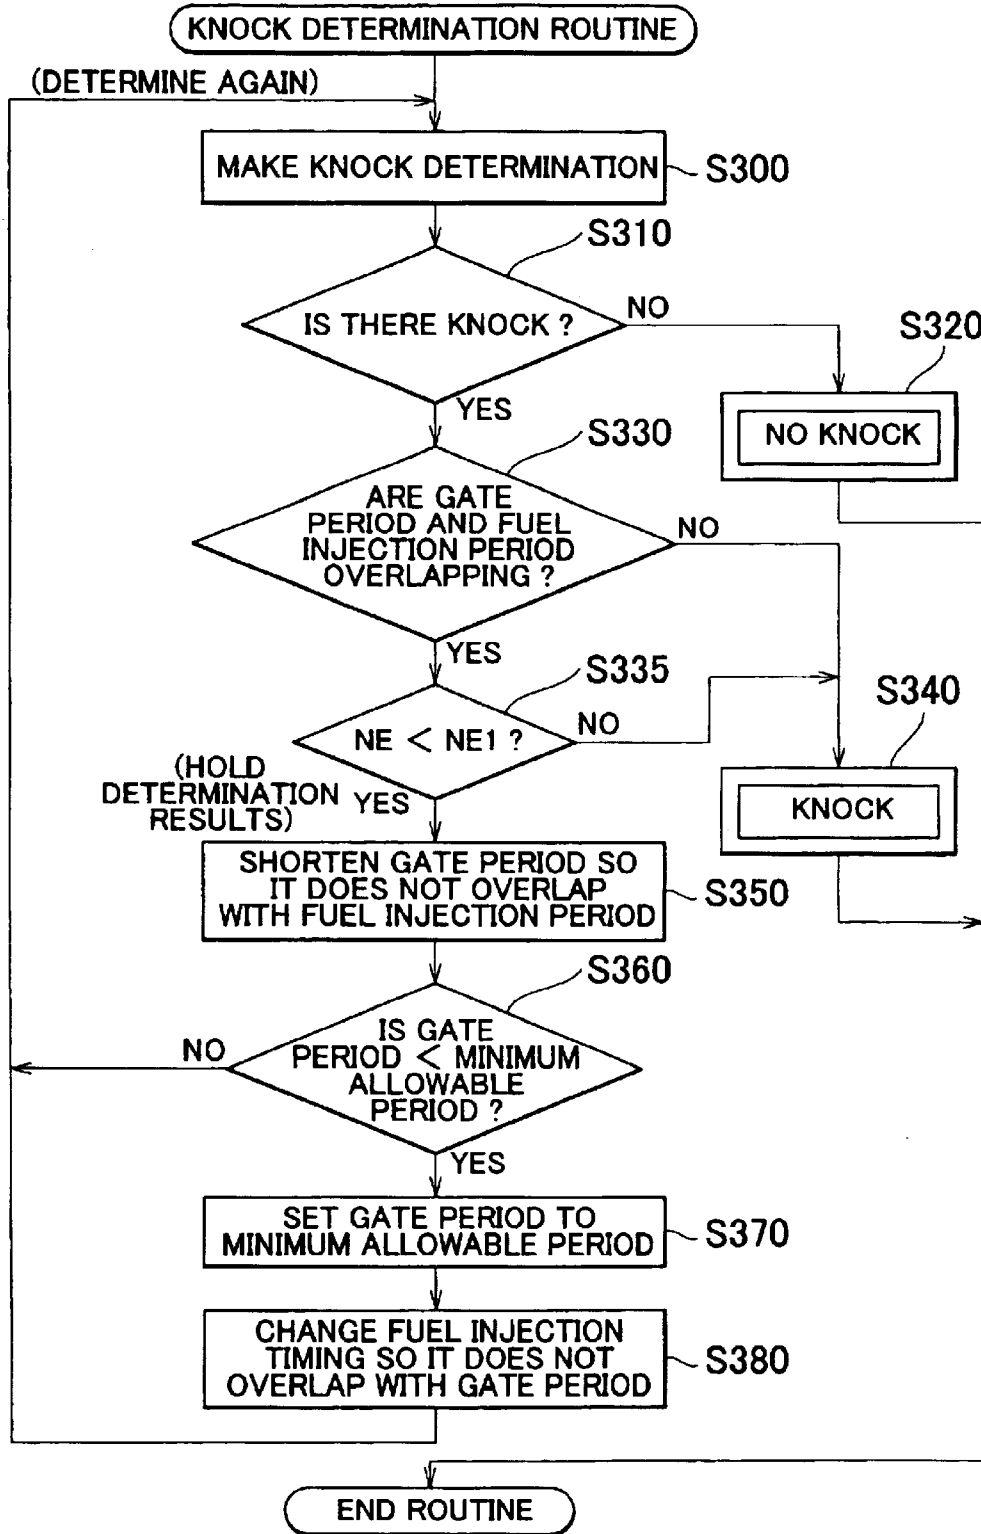 KNOCK DETERMINATION ROUTINE
(DETERMINE AGAIN)
MAKE KNOCK DETERMINATION
S300
S310
IS THERE KNOCK ?
NO
S320
NO KNOCK
YES
S330
ARE GATE
PERIOD AND FUEL
INJECTION PERIOD
OVERLAPPING ?
NO
YES
S335
NE < NE1 ?
NO
S340
KNOCK
(HOLD
DETERMINATION
RESULTS)
YES
SHORTEN GATE PERIOD SO
IT DOES NOT OVERLAP
WITH FUEL INJECTION PERIOD
S350
S360
IS GATE
PERIOD < MINIMUM
ALLOWABLE
PERIOD ?
NO
YES
SET GATE PERIOD TO
MINIMUM ALLOWABLE PERIOD
S370
CHANGE FUEL INJECTION
TIMING SO IT DOES NOT
OVERLAP WITH GATE PERIOD
S380
END ROUTINE